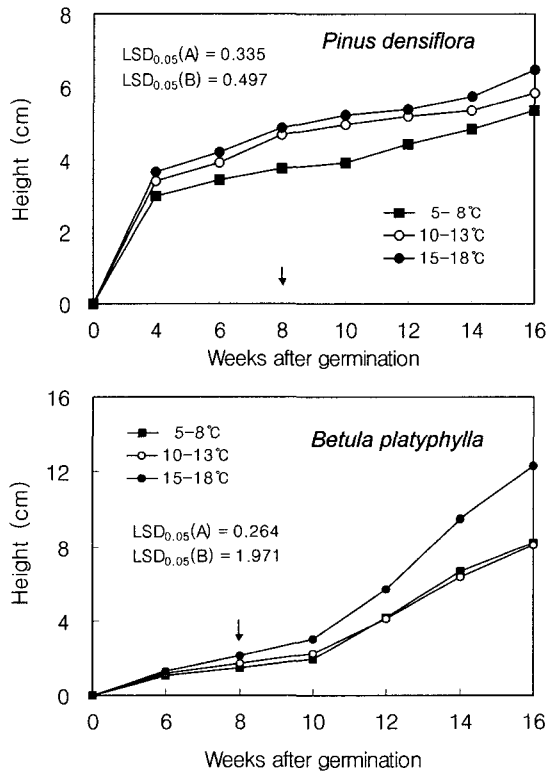 8
6
4
2
0
Height (cm)
LSD0.05(A) = 0.335
LSD0.05(B) = 0.497
Pinus densiflora
5-8℃
10-13℃
15-18℃
0 4 6 8 10 12 14 16
Weeks after germination
16
12
8
4
0
Height (cm)
5-8℃
10-13℃
15-18℃
Betula platyphylla
LSD0.05(A) = 0.264
LSD0.05(B) = 1.971
0 6 8 10 12 14 16
Weeks after germination